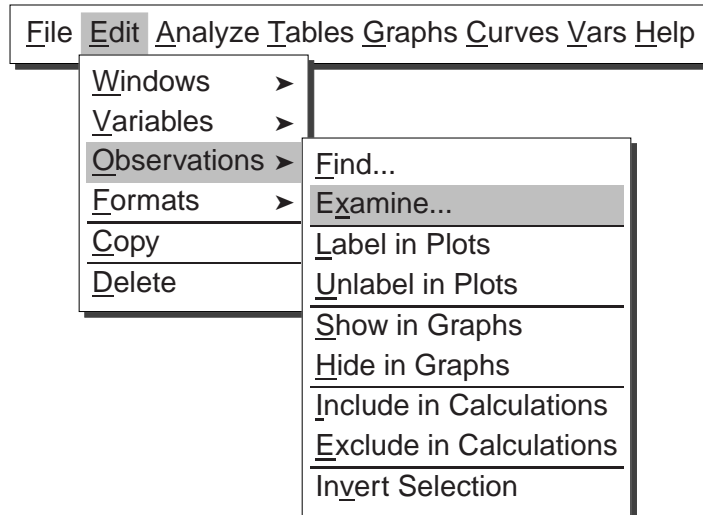 File Edit Analyze Tables Graphs Curves Vars Help
Windows ➤
Variables ➤
Observations ➤
Formats ➤
Copy
Delete
Find...
Examine...
Label in Plots
Unlabel in Plots
Show in Graphs
Hide in Graphs
Include in Calculations
Exclude in Calculations
Invert Selection